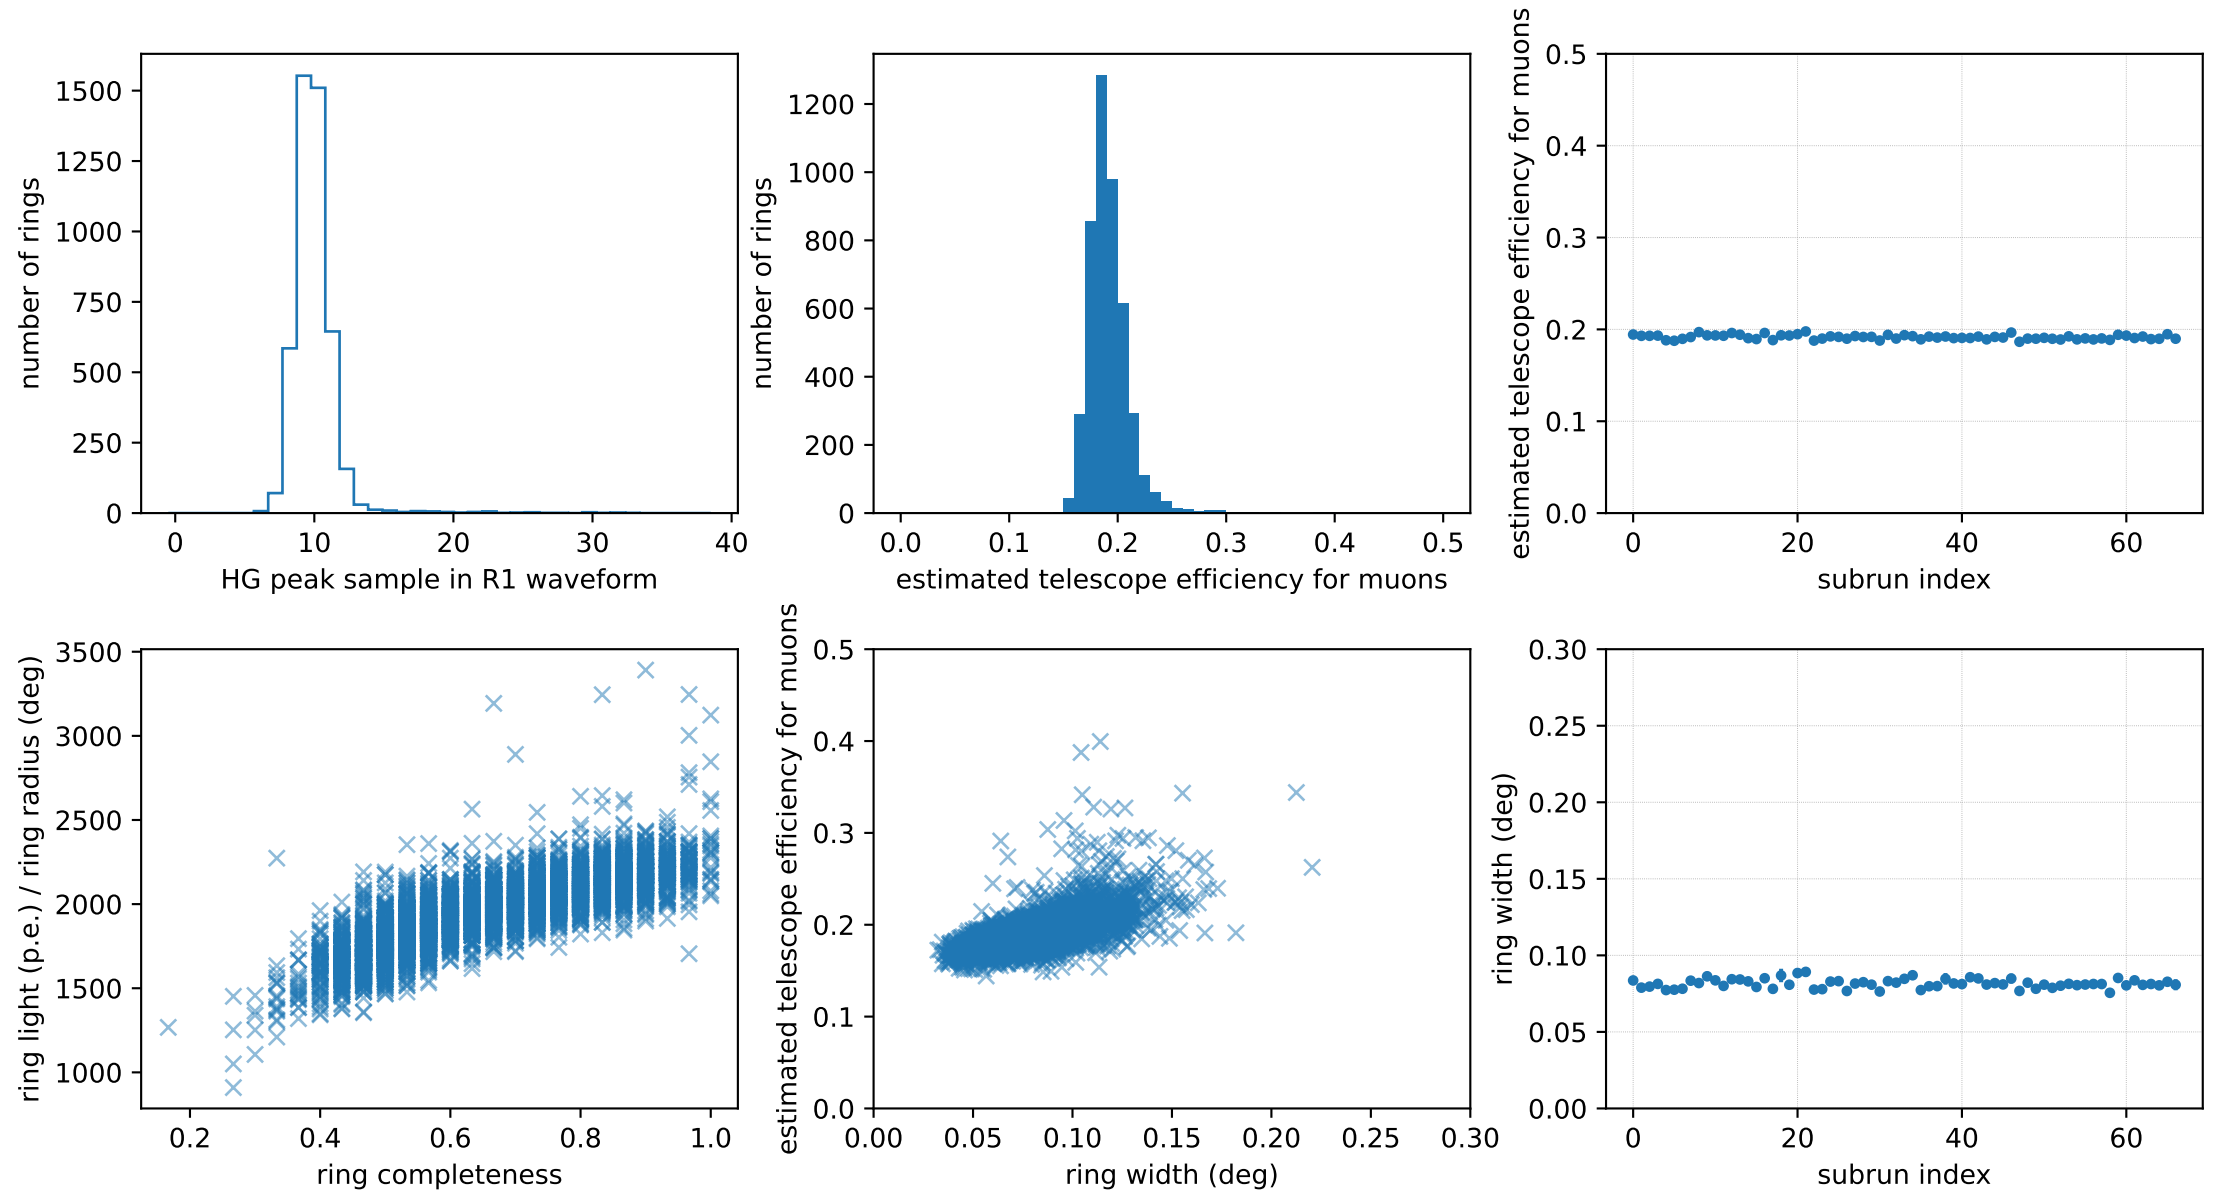 number of rings
1500
1250
1000
750
500
250
0
0 10 20 30 40
HG peak sample in R1 waveform
number of rings
1200
1000
800
600
400
200
0
0.0 0.1 0.2 0.3 0.4 0.5
estimated telescope efficiency for muons
estimated telescope efficiency for muons
0.5
0.4
0.3
0.2
0.1
0.0
0 20 40 60
subrun index
ring light (p.e.) / ring radius (deg)
3500
3000
2500
2000
1500
1000
0.2 0.4 0.6 0.8 1.0
ring completeness
estimated telescope efficiency for muons
0.5
0.4
0.3
0.2
0.1
0.0
0.00 0.05 0.10 0.15 0.20 0.25 0.30
ring width (deg)
ring width (deg)
0.30
0.25
0.20
0.15
0.10
0.05
0.00
0 20 40 60
subrun index